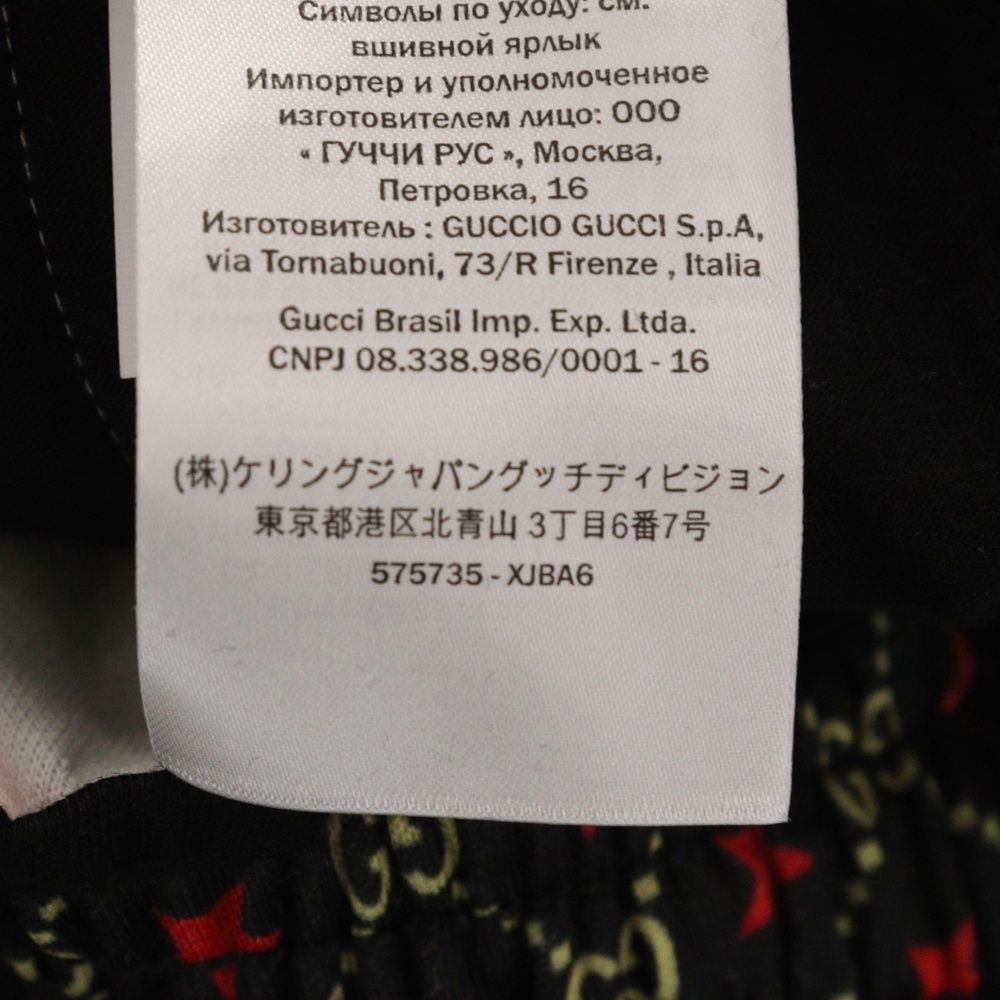 Символы по уходу: см.
вшивной ярлык
Импортер и уполномоченное
изготовителем лицо: ООО
« ГУЧЧИ РУС », Москва,
Петровка, 16
Изготовитель : GUCCIO GUCCI S.p.A,
via Tornabuoni, 73/R Firenze , Italia
Gucci Brasil Imp. Exp. Ltda.
CNPJ 08.338.986/0001 - 16
(株)ケリングジャパングッチディビジョン
東京都港区北青山 3丁目6番7号
575735 - XJBA6